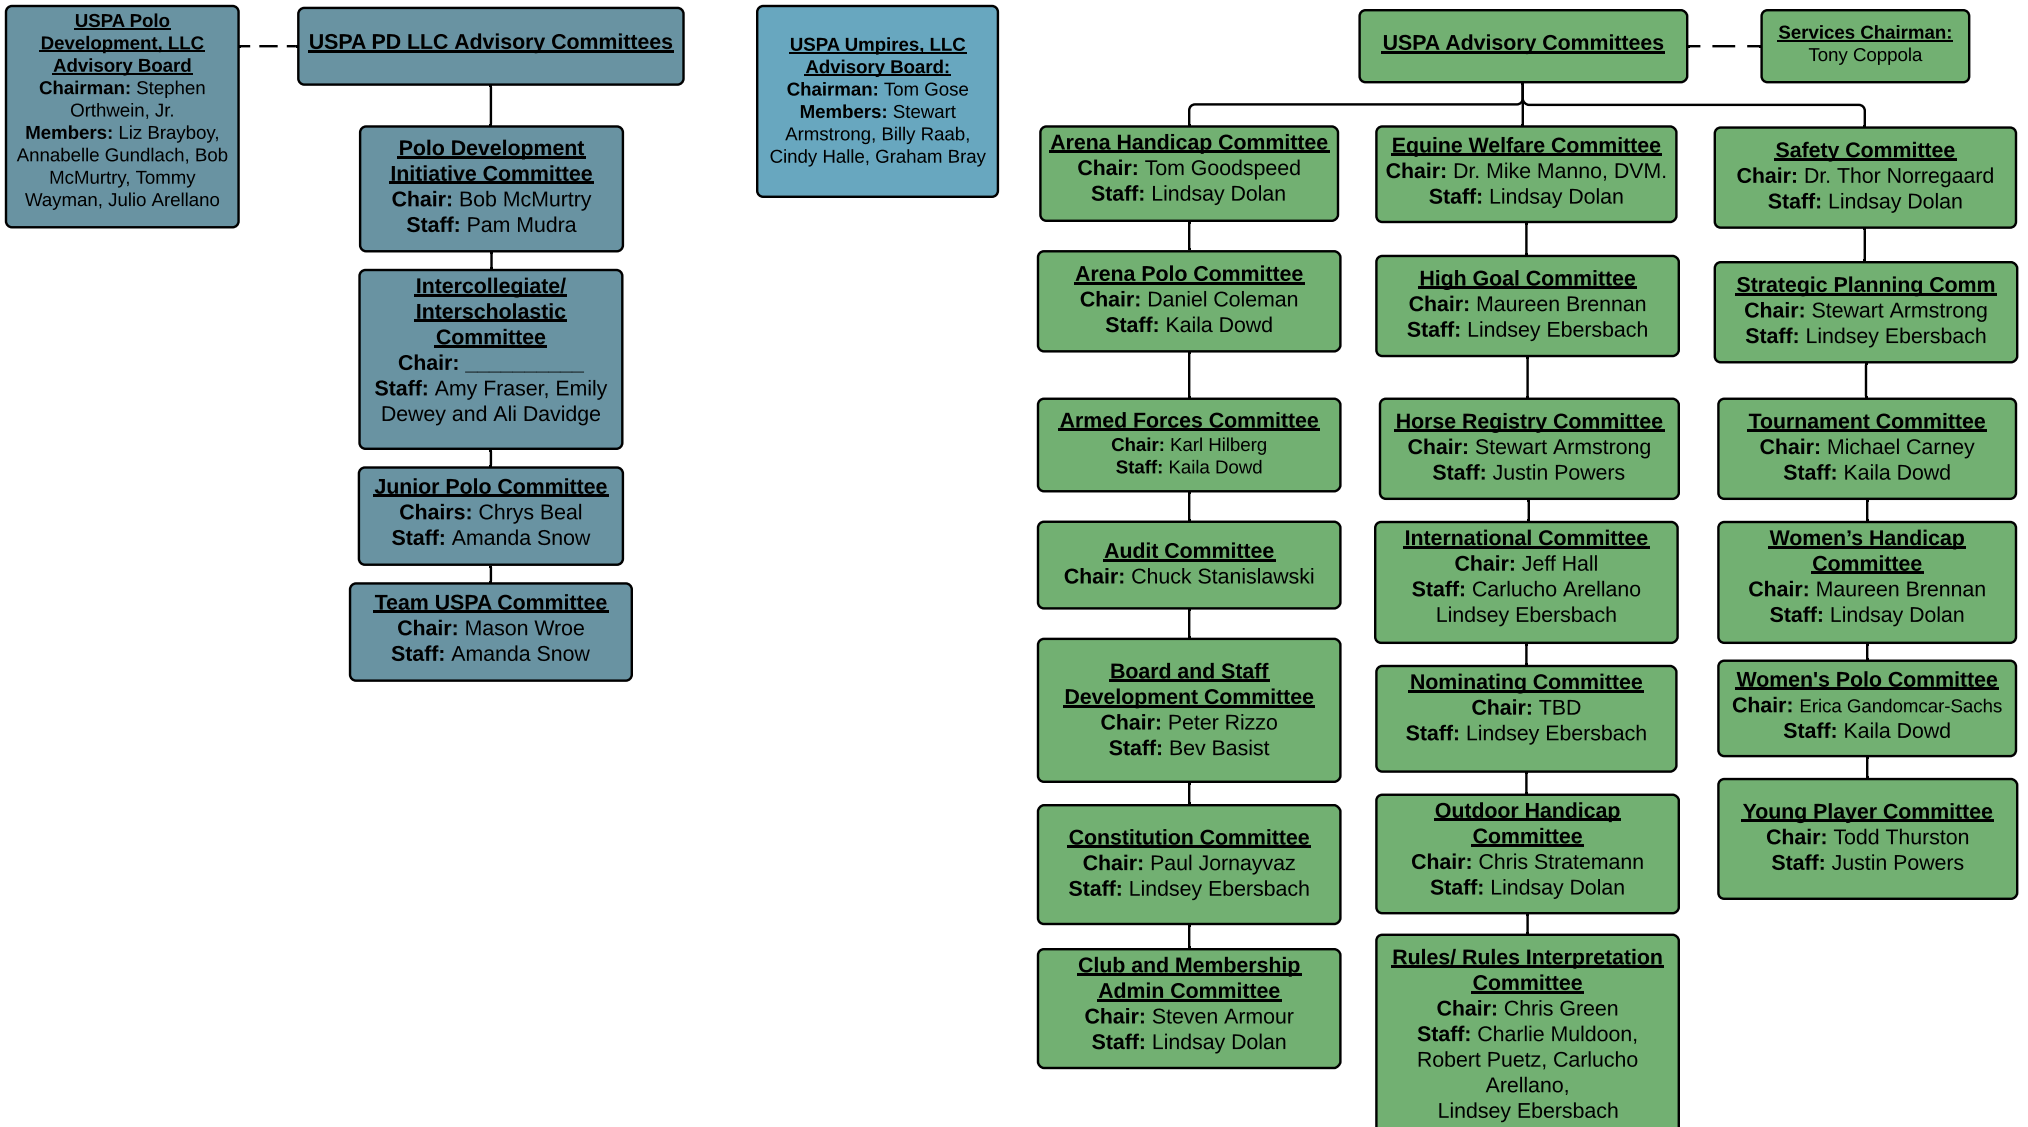 USPA Polo
Development, LLC
Advisory Board
Chairman: Stephen
Orthwein, Jr.
Members: Liz Brayboy,
Annabelle Gundlach, Bob
McMurtry, Tommy
Wayman, Julio Arellano
USPA PD LLC Advisory Committees
Polo Development
Initiative Committee
Chair: Bob McMurtry
Staff: Pam Mudra
Intercollegiate/
Interscholastic
Committee
Chair: __________
Staff: Amy Fraser, Emily
Dewey and Ali Davidge
Junior Polo Committee
Chairs: Chrys Beal
Staff: Amanda Snow
Team USPA Committee
Chair: Mason Wroe
Staff: Amanda Snow
USPA Umpires, LLC
Advisory Board:
Chairman: Tom Gose
Members: Stewart
Armstrong, Billy Raab,
Cindy Halle, Graham Bray
USPA Advisory Committees
Services Chairman:
Tony Coppola
Arena Handicap Committee
Chair: Tom Goodspeed
Staff: Lindsay Dolan
Arena Polo Committee
Chair: Daniel Coleman
Staff: Kaila Dowd
Armed Forces Committee
Chair: Karl Hilberg
Staff: Kaila Dowd
Audit Committee
Chair: Chuck Stanislawski
Board and Staff
Development Committee
Chair: Peter Rizzo
Staff: Bev Basist
Constitution Committee
Chair: Paul Jornayvaz
Staff: Lindsey Ebersbach
Club and Membership
Admin Committee
Chair: Steven Armour
Staff: Lindsay Dolan
Equine Welfare Committee
Chair: Dr. Mike Manno, DVM.
Staff: Lindsay Dolan
High Goal Committee
Chair: Maureen Brennan
Staff: Lindsey Ebersbach
Horse Registry Committee
Chair: Stewart Armstrong
Staff: Justin Powers
International Committee
Chair: Jeff Hall
Staff: Carlucho Arellano
Lindsey Ebersbach
Nominating Committee
Chair: TBD
Staff: Lindsey Ebersbach
Outdoor Handicap
Committee
Chair: Chris Stratemann
Staff: Lindsay Dolan
Rules/ Rules Interpretation
Committee
Chair: Chris Green
Staff: Charlie Muldoon,
Robert Puetz, Carlucho
Arellano,
Lindsey Ebersbach
Safety Committee
Chair: Dr. Thor Norregaard
Staff: Lindsay Dolan
Strategic Planning Comm
Chair: Stewart Armstrong
Staff: Lindsey Ebersbach
Tournament Committee
Chair: Michael Carney
Staff: Kaila Dowd
Women’s Handicap
Committee
Chair: Maureen Brennan
Staff: Lindsay Dolan
Women's Polo Committee
Chair: Erica Gandomcar-Sachs
Staff: Kaila Dowd
Young Player Committee
Chair: Todd Thurston
Staff: Justin Powers